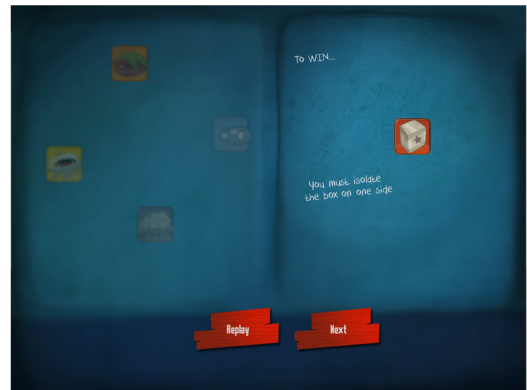 To WIN...
You must isolate
the box on one side
Replay
Next